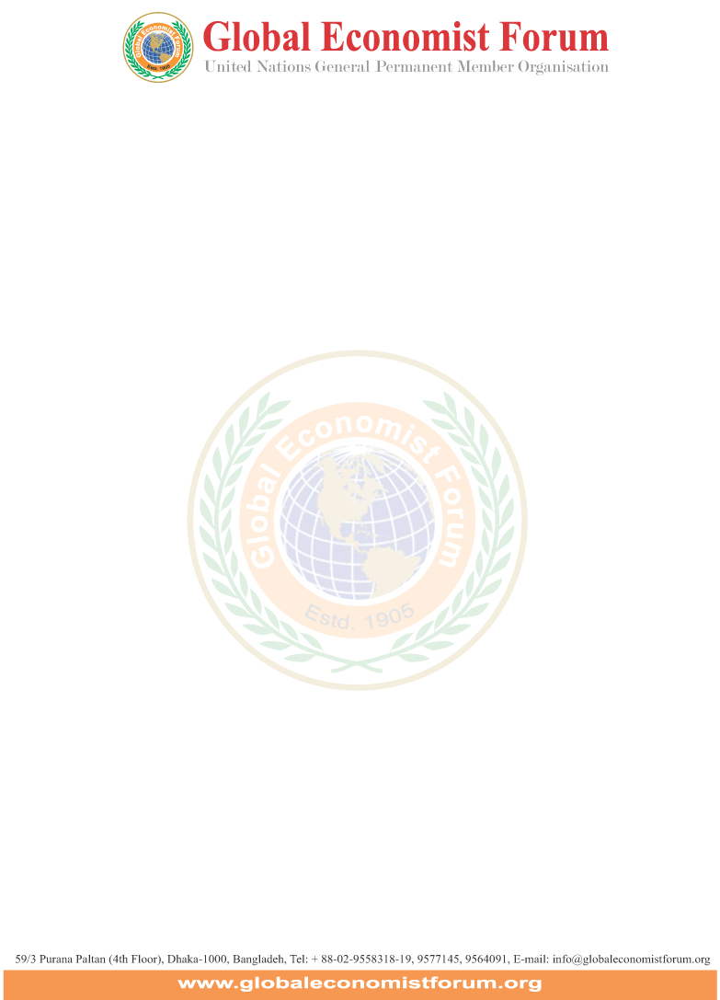 Global Economist Forum
Estd. 1905
Global Economist Forum
United Nations General Permanent Member Organisation
Global Economist Forum
Estd. 1905
59/3 Purana Paltan (4th Floor), Dhaka-1000, Bangladeh, Tel: + 88-02-9558318-19, 9577145, 9564091, E-mail: info@globaleconomistforum.org
www.globaleconomistforum.org